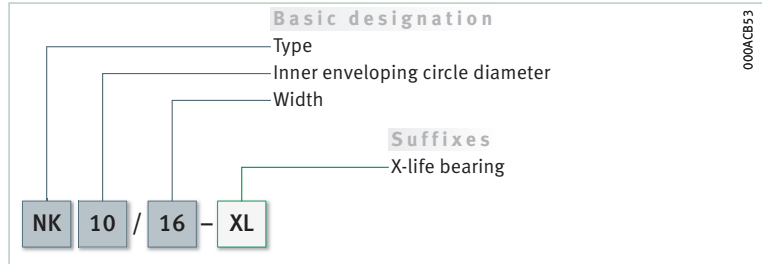 Basic designation
Type
Inner enveloping circle diameter
Width
Suffixes
X-life bearing
NK 10 / 16 – XL
000ACB53